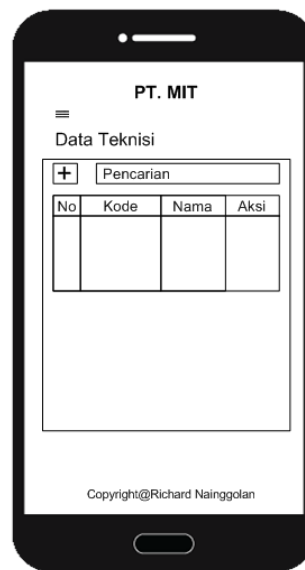 PT. MIT
Data Teknisi
+ Pencarian
No Kode Nama Aksi
Copyright@Richard Nainggolan